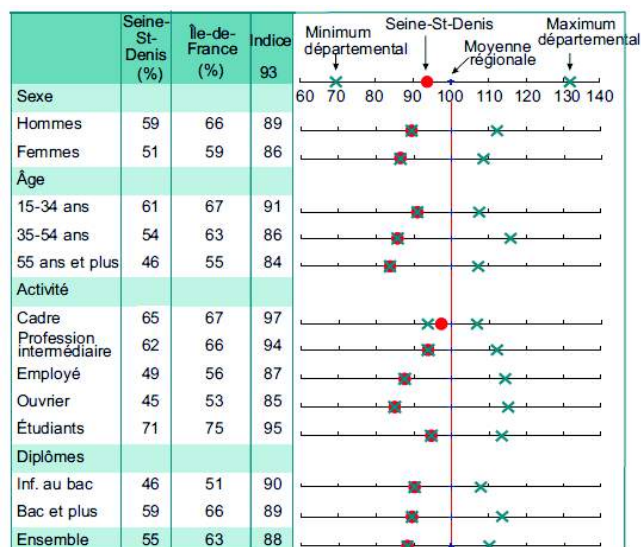 Seine-St-Denis (%) Île-de-France (%) Indice 93
Minimum départemental Seine-St-Denis Moyenne régionale Maximum départemental
60 70 80 90 100 110 120 130 140
Sexe
Hommes 59 66 89
Femmes 51 59 86
Âge
15-34 ans 61 67 91
35-54 ans 54 63 86
55 ans et plus 46 55 84
Activité
Cadre 65 67 97
Profession intermédiaire 62 66 94
Employé 49 56 87
Ouvrier 45 53 85
Étudiants 71 75 95
Diplômes
Inf. au bac 46 51 90
Bac et plus 59 66 89
Ensemble 55 63 88